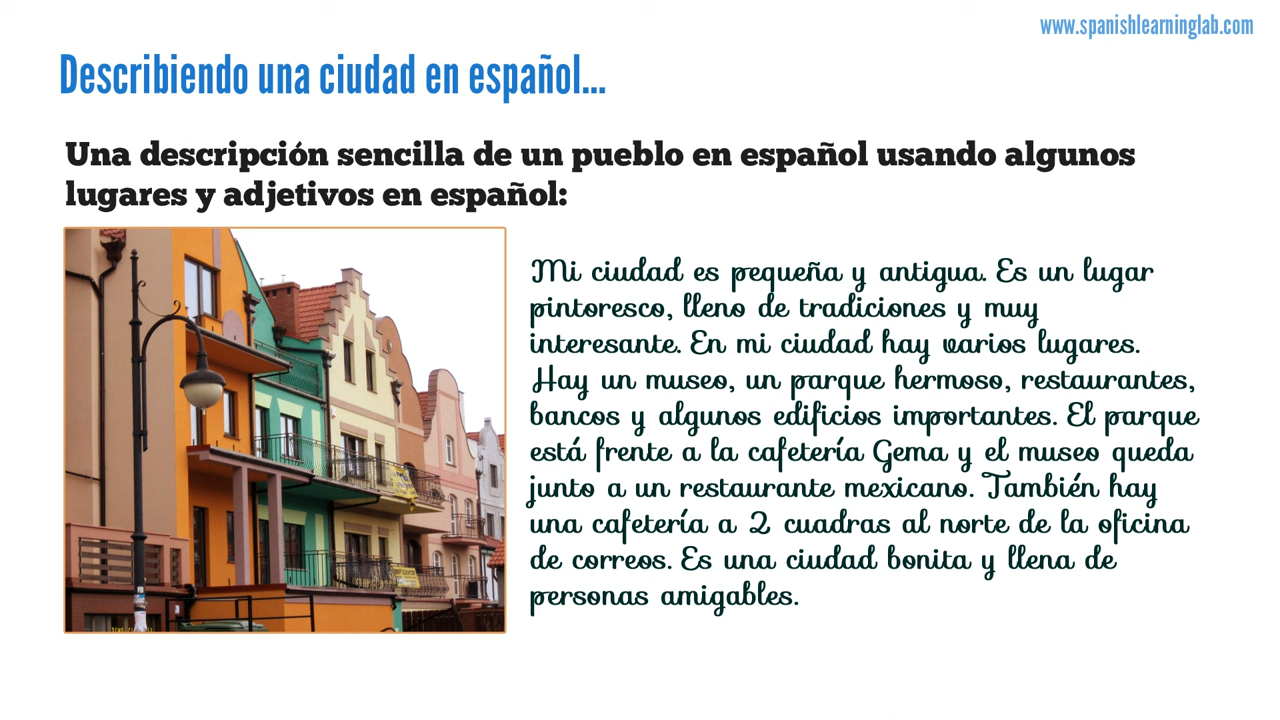 www.spanishlearninglab.com
Describiendo una ciudad en español...
Una descripción sencilla de un pueblo en español usando algunos
lugares y adjetivos en español:
Mi ciudad es pequeña y antigua. Es un lugar
pintoresco, lleno de tradiciones y muy
interesante. En mi ciudad hay varios lugares.
Hay un museo, un parque hermoso, restaurantes,
bancos y algunos edificios importantes. El parque
está frente a la cafetería Gema y el museo queda
junto a un restaurante mexicano. También hay
una cafetería a 2 cuadras al norte de la oficina
de correos. Es una ciudad bonita y llena de
personas amigables.